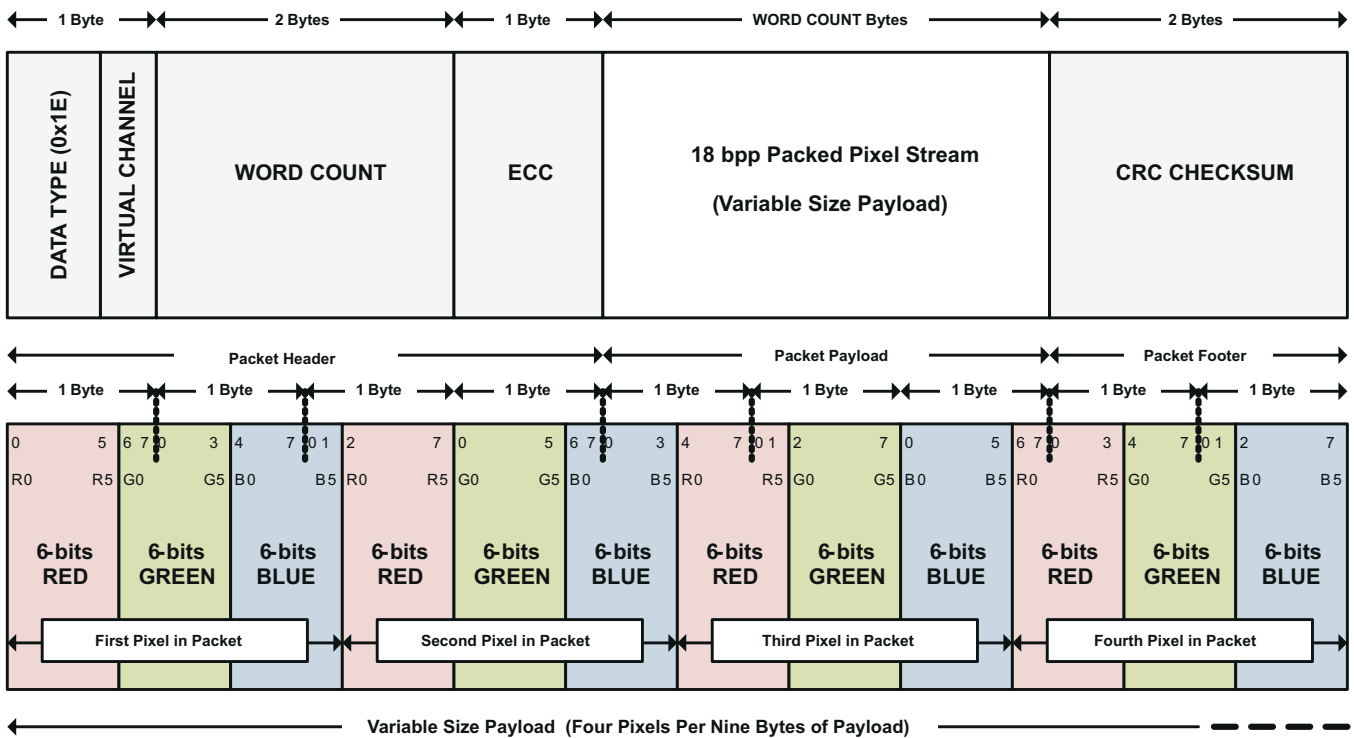 1 Byte 2 Bytes 1 Byte WORD COUNT Bytes 2 Bytes
DATA TYPE (0x1E)
VIRTUAL CHANNEL
WORD COUNT
ECC
18 bpp Packed Pixel Stream
(Variable Size Payload)
CRC CHECKSUM
Packet Header Packet Payload Packet Footer
1 Byte 1 Byte 1 Byte 1 Byte 1 Byte 1 Byte 1 Byte 1 Byte 1 Byte
0 5 6 7 0 3 4 7 0 1 2 7 0 5 6 7 0 3 4 7 0 1 2 7 0 5 6 7 0 3 4 7 0 1 2 7
R0 R5 G0 G5 B0 B5 R0 R5 G0 G5 B0 B5 R0 R5 G0 G5 B0 B5 R0 R5 G0 G5 B0 B5
6-bits 6-bits 6-bits 6-bits 6-bits 6-bits 6-bits 6-bits 6-bits 6-bits 6-bits 6-bits
RED GREEN BLUE RED GREEN BLUE RED GREEN BLUE RED GREEN BLUE
First Pixel in Packet Second Pixel in Packet Third Pixel in Packet Fourth Pixel in Packet
Variable Size Payload (Four Pixels Per Nine Bytes of Payload)